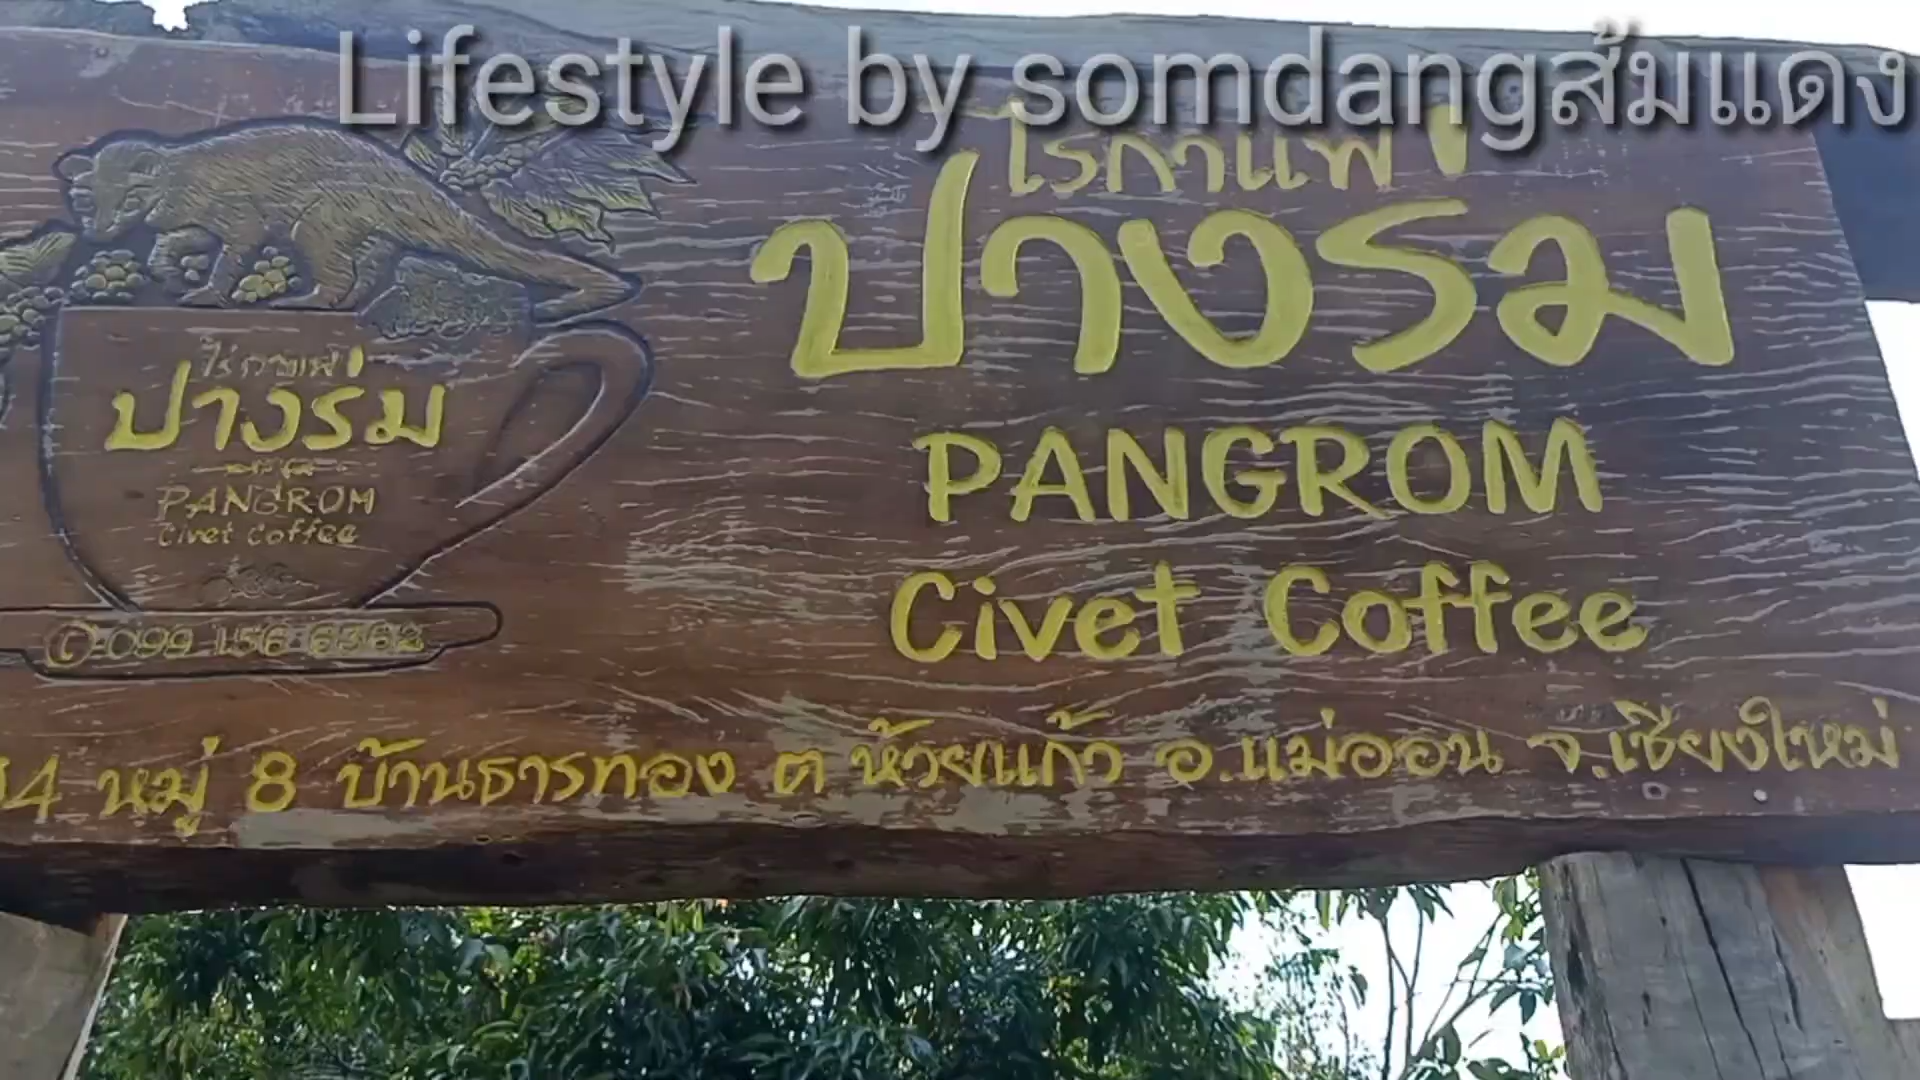 Lifestyle by somdangส้มแดง
ไร่กาแฟ
ปางรม
PANGROM
Civet Coffee
ไร่กาแฟ
ปางรม
PANGROM
Civet Coffee
099 156 6362
หมู่ 8 บ้านธารทอง ต ห้วยแก้ว อ.แม่ออน จ.เชียงใหม่